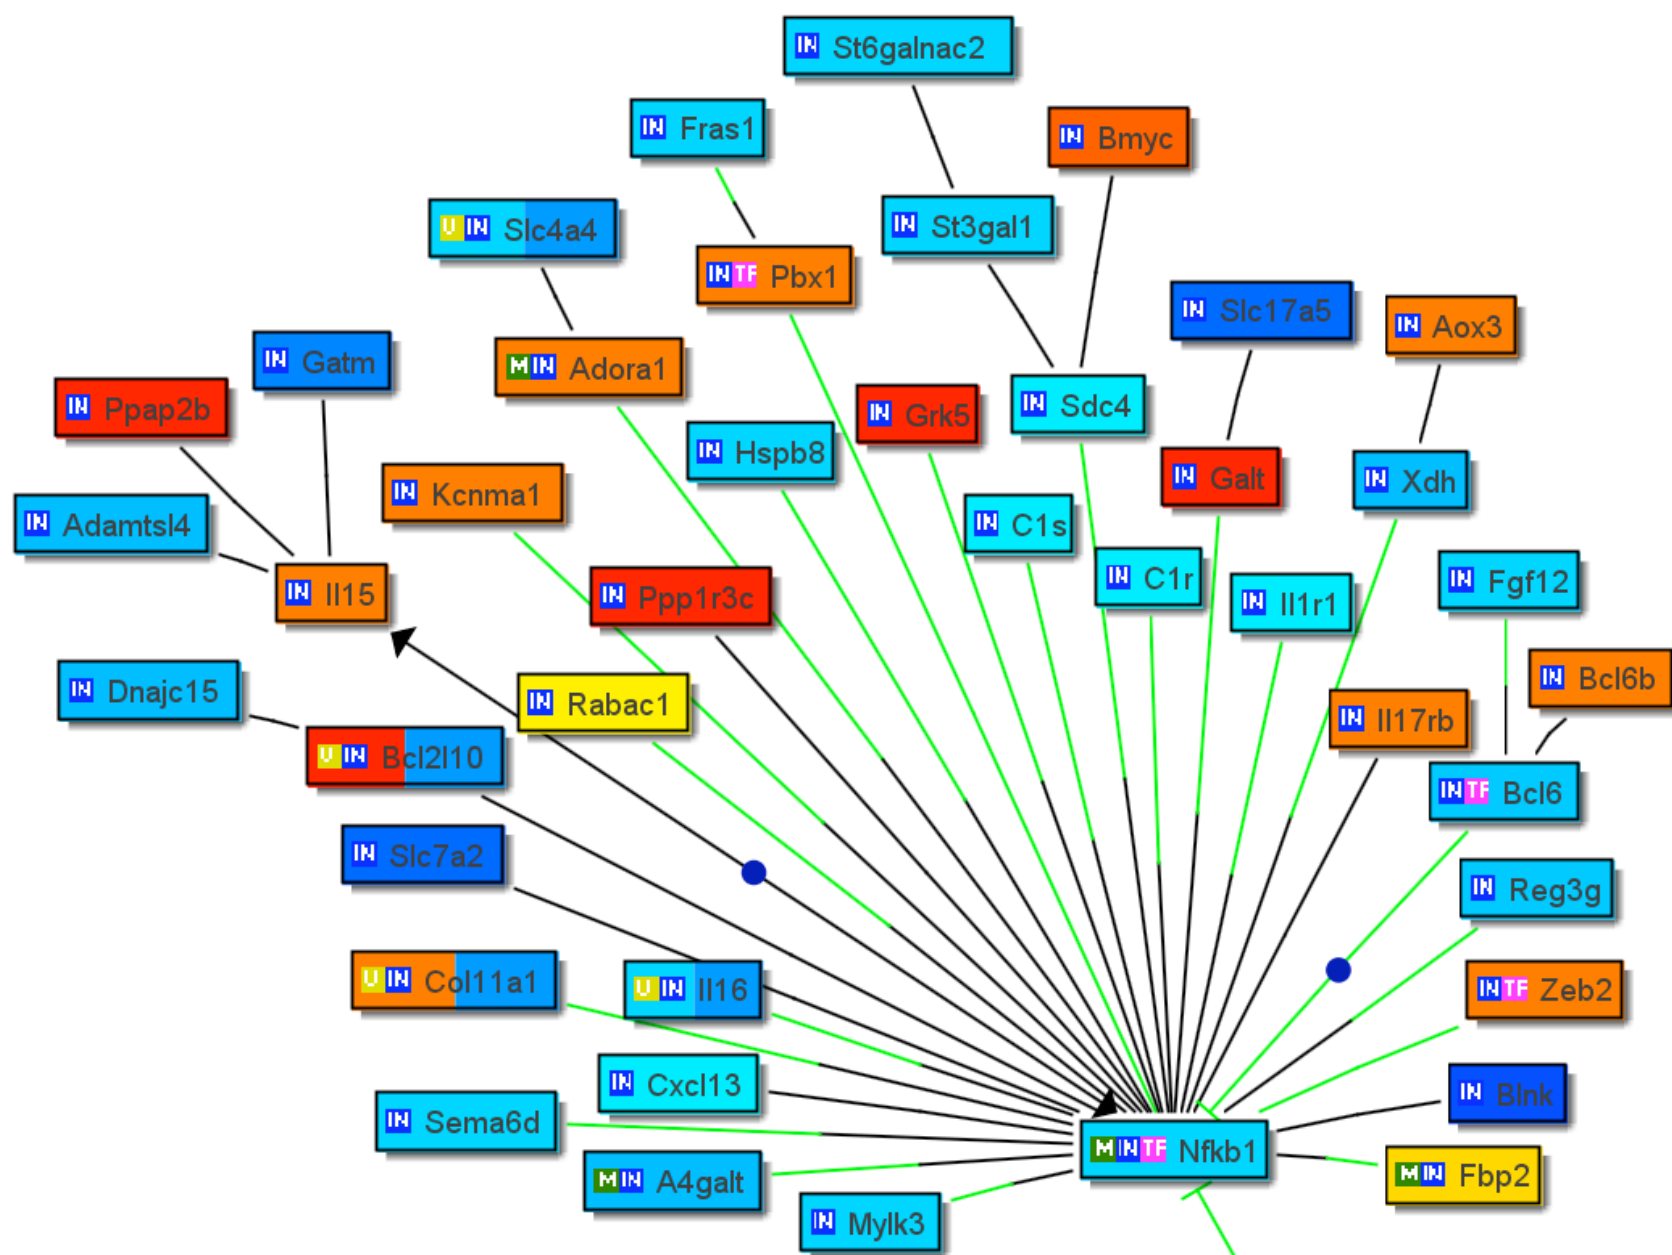 IN St6galnac2
IN Fras1
IN Bmyc
U IN Slc4a4
IN St3gal1
IN TF Pbx1
IN Slc17a5
IN Aox3
IN Gatm
M IN Adora1
IN Ppap2b
IN Grk5
IN Sdc4
IN Hspb8
IN Galt
IN Xdh
IN Kcnma1
IN Adamtsl4
IN C1s
IN C1r
IN Fgf12
IN Il15
IN Ppp1r3c
IN Il1r1
IN Dnajc15
IN Rabac1
IN Bcl6b
IN Il17rb
U IN Bcl2l10
IN TF Bcl6
IN Slc7a2
IN Reg3g
U IN Col11a1
U IN Il16
IN TF Zeb2
IN Cxcl13
IN Blnk
IN Sema6d
M IN TF Nfkb1
M IN A4galt
M IN Fbp2
IN Mylk3